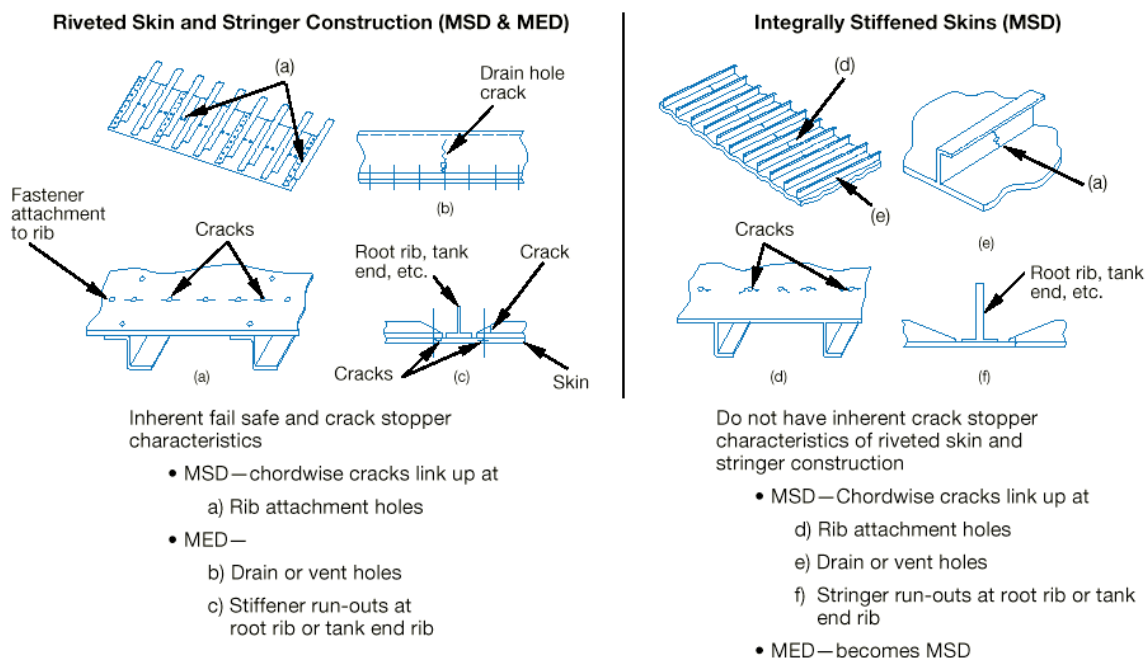 Riveted Skin and Stringer Construction (MSD & MED)
(a)
Drain hole
crack
(b)
Fastener
attachment
to rib
Cracks
(a)
Root rib, tank
end, etc.
Crack
Cracks
(c)
Skin
Inherent fail safe and crack stopper
characteristics
• MSD—chordwise cracks link up at
a) Rib attachment holes
• MED—
b) Drain or vent holes
c) Stiffener run-outs at
root rib or tank end rib
Integrally Stiffened Skins (MSD)
(d)
(e)
(a)
(e)
Cracks
(d)
Root rib, tank
end, etc.
(f)
Do not have inherent crack stopper
characteristics of riveted skin and
stringer construction
• MSD—Chordwise cracks link up at
d) Rib attachment holes
e) Drain or vent holes
f) Stringer run-outs at root rib or tank
end rib
• MED—becomes MSD